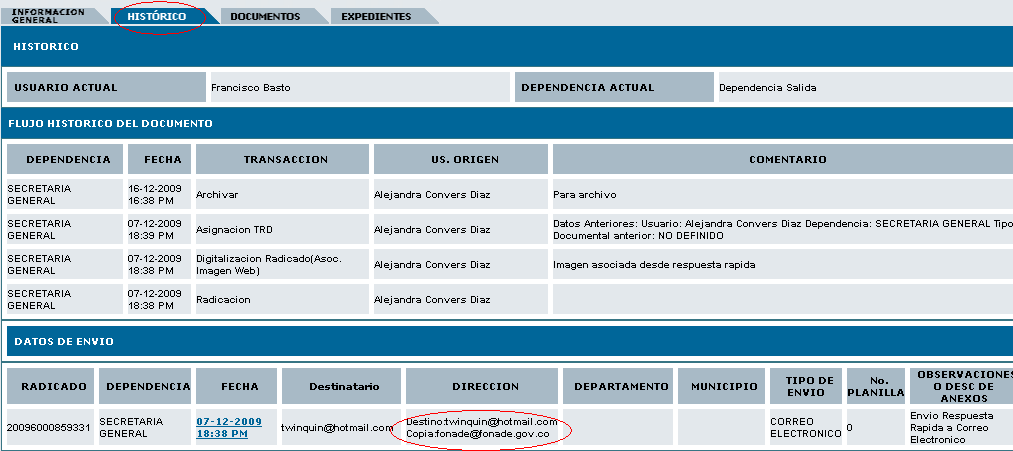 INFORMACION GENERAL
HISTÓRICO
DOCUMENTOS
EXPEDIENTES
HISTORICO
USUARIO ACTUAL
Francisco Basto
DEPENDENCIA ACTUAL
Dependencia Salida
FLUJO HISTORICO DEL DOCUMENTO
DEPENDENCIA
FECHA
TRANSACCION
US. ORIGEN
COMENTARIO
SECRETARIA
GENERAL
16-12-2009
16:38 PM
Archivar
Alejandra Convers Diaz
Para archivo
SECRETARIA
GENERAL
07-12-2009
18:39 PM
Asignacion TRD
Alejandra Convers Diaz
Datos Anteriores: Usuario: Alejandra Convers Diaz Dependencia: SECRETARIA GENERAL Tipo
Documental anterior: NO DEFINIDO
SECRETARIA
GENERAL
07-12-2009
18:38 PM
Digitalizacion Radicado(Asoc.
Imagen Web)
Alejandra Convers Diaz
Imagen asociada desde respuesta rapida
SECRETARIA
GENERAL
07-12-2009
18:38 PM
Radicacion
Alejandra Convers Diaz
DATOS DE ENVIO
RADICADO
DEPENDENCIA
FECHA
Destinatario
DIRECCION
DEPARTAMENTO
MUNICIPIO
TIPO DE
ENVIO
No.
PLANILLA
OBSERVACIONES
O DESC DE
ANEXOS
20096000859331
SECRETARIA
GENERAL
07-12-2009
18:38 PM
twinquin@hotmail.com
Destino:twinquin@hotmail.com
Copia:fonade@fonade.gov.co
CORREO
ELECTRONICO
0
Envio Respuesta
Rapida a Correo
Electronico